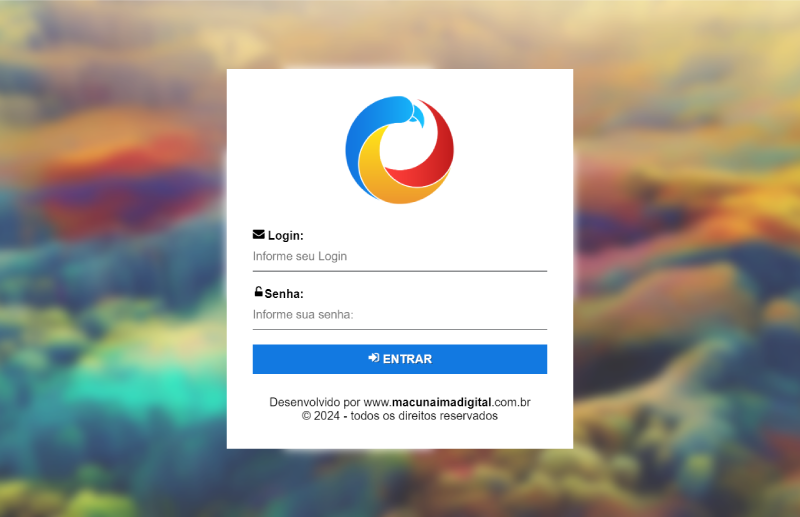 Login:
Informe seu Login
Senha:
Informe sua senha:
ENTRAR
Desenvolvido por www.macunaimadigital.com.br
© 2024 - todos os direitos reservados